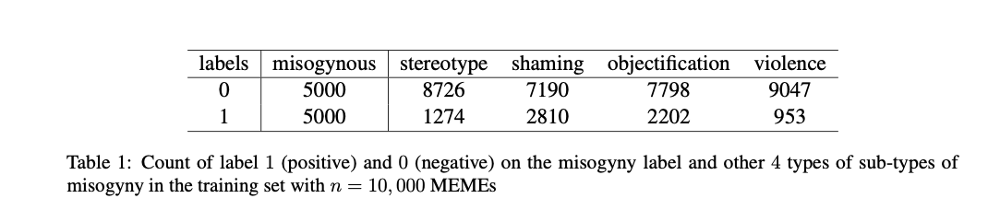 labels misogynous stereotype shaming objectification violence
0 5000 8726 7190 7798 9047
1 5000 1274 2810 2202 953
Table 1: Count of label 1 (positive) and 0 (negative) on the misogyny label and other 4 types of sub-types of
misogyny in the training set with n = 10, 000 MEMEs